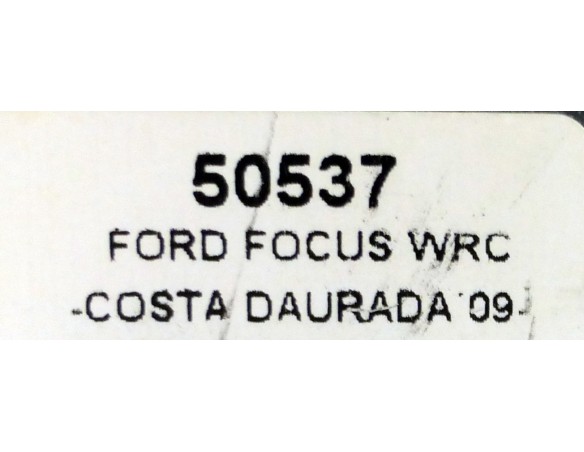 50537
FORD FOCUS WRC
-COSTA DAURADA '09-